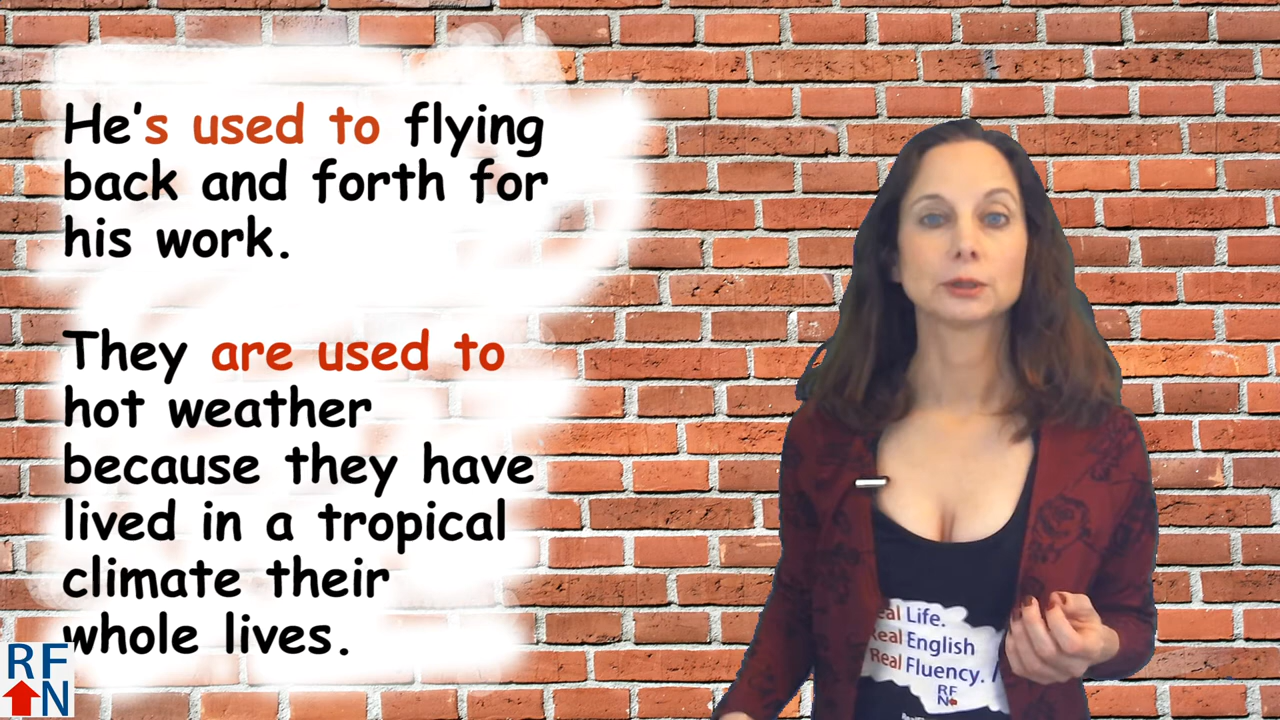 He's used to flying
back and forth for
his work.
They are used to
hot weather
because they have
lived in a tropical
climate their
whole lives.
RF
N
eal Life.
Real English
Real Fluency.
RF
N